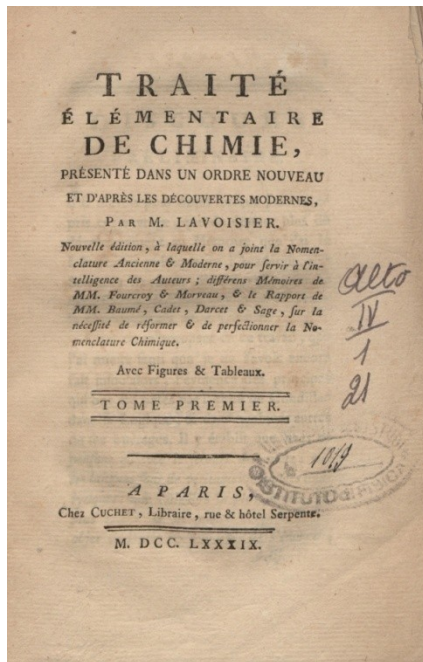 TRAITÉ
ÉLÉMENTAIRE
DE CHIMIE,
PRÉSENTÉ DANS UN ORDRE NOUVEAU
ET D'APRÈS LES DÉCOUVERTES MODERNES,
PAR M. LAVOISIER.
Nouvelle édition, à laquelle on a joint la Nomen-
clature Ancienne & Moderne, pour servir à l'in-
telligence des Auteurs ; différens Mémoires de
MM. Fourcroy & Morveau, & le Rapport de
MM. Baumé, Cadet, Darcet & Sage, sur la
nécessité de réformer & de perfectionner la No-
menclature Chimique.
Avec Figures & Tableaux.
TOME PREMIER.
A PARIS,
Chez CUCHET, Libraire, rue & hôtel Serpente.
M. DCC. LXXXIX.
alto
IV
1
21
1019